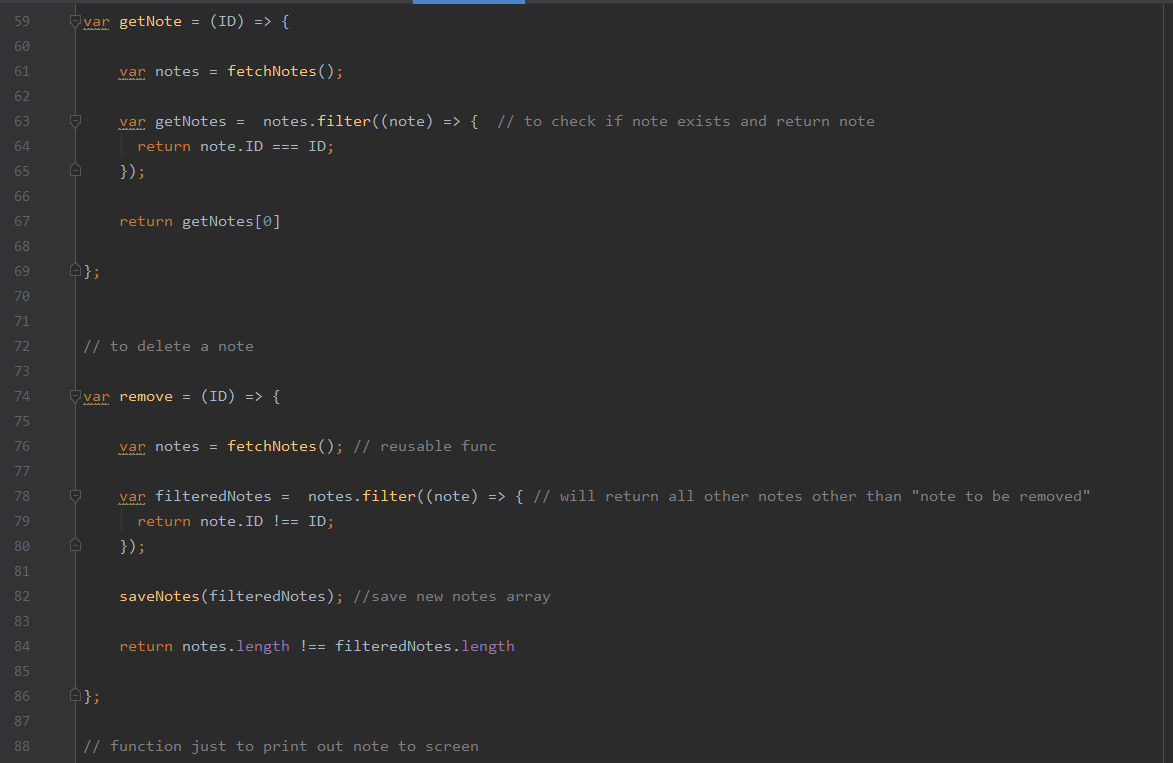 59 var getNote = (ID) => {
60
61 var notes = fetchNotes();
62
63 var getNotes =  notes.filter((note) => {  // to check if note exists and return note
64 return note.ID === ID;
65 });
66
67 return getNotes[0]
68
69 };
70
71
72 // to delete a note
73
74 var remove = (ID) => {
75
76 var notes = fetchNotes(); // reusable func
77
78 var filteredNotes =  notes.filter((note) => { // will return all other notes other than "note to be removed"
79 return note.ID !== ID;
80 });
81
82 saveNotes(filteredNotes); //save new notes array
83
84 return notes.length !== filteredNotes.length
85
86 };
87
88 // function just to print out note to screen